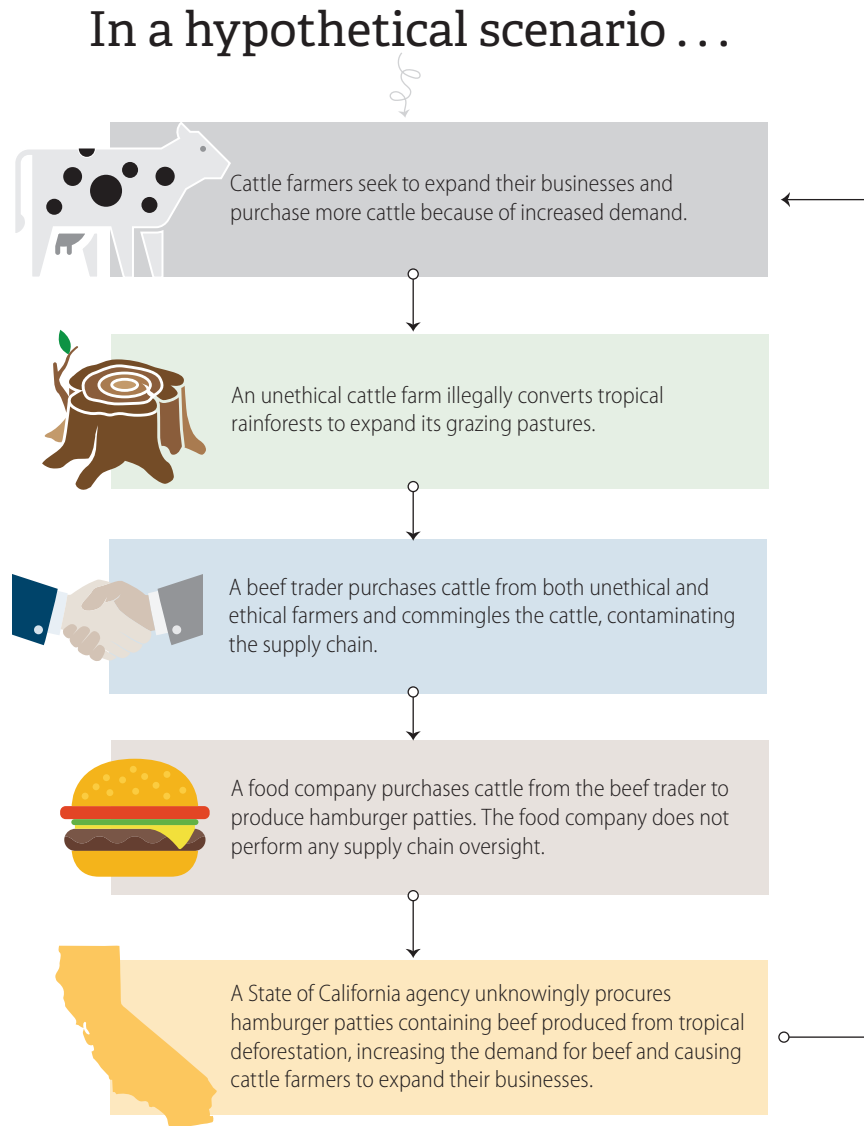 In a hypothetical scenario . . .
Cattle farmers seek to expand their businesses and
purchase more cattle because of increased demand.
An unethical cattle farm illegally converts tropical
rainforests to expand its grazing pastures.
A beef trader purchases cattle from both unethical and
ethical farmers and commingles the cattle, contaminating
the supply chain.
A food company purchases cattle from the beef trader to
produce hamburger patties. The food company does not
perform any supply chain oversight.
A State of California agency unknowingly procures
hamburger patties containing beef produced from tropical
deforestation, increasing the demand for beef and causing
cattle farmers to expand their businesses.